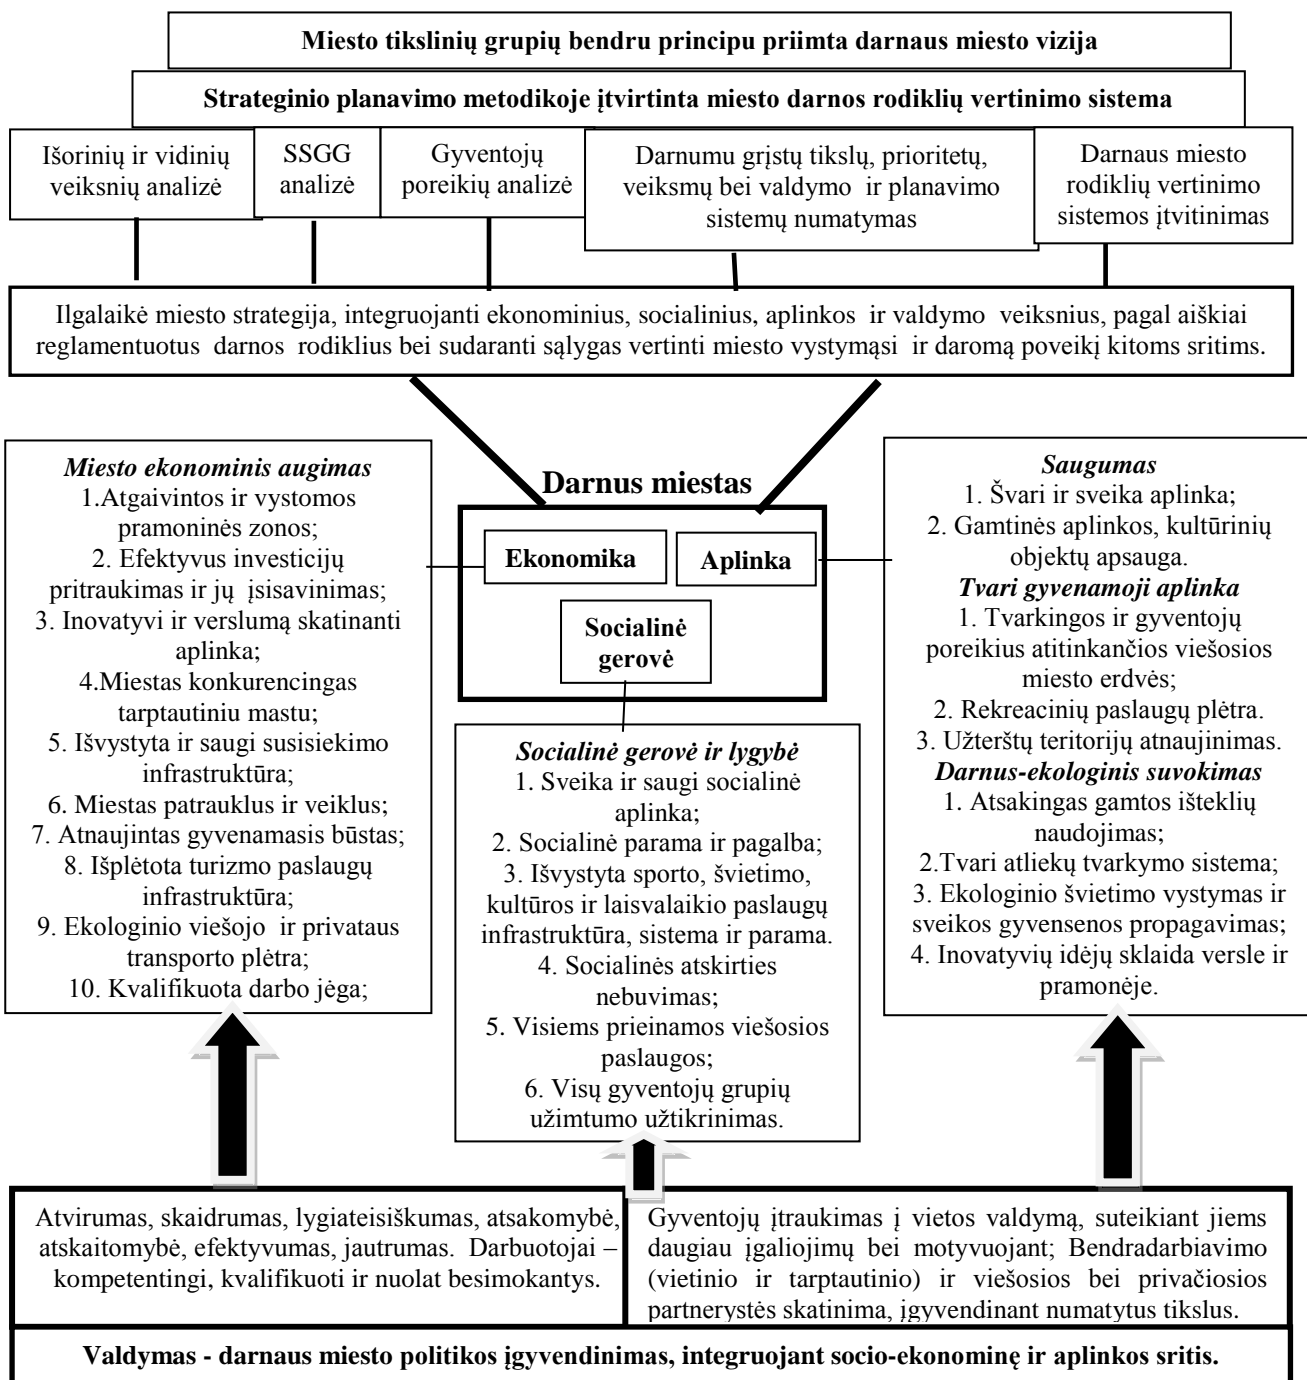 Miesto tikslinių grupių bendru principu priimta darnaus miesto vizija
Strateginio planavimo metodikoje įtvirtinta miesto darnos rodiklių vertinimo sistema
Išorinių ir vidinių
veiksnių analizė
SSGG
analizė
Gyventojų
poreikių analizė
Darnumu grįstų tikslų, prioritetų,
veiksmų bei valdymo ir planavimo
sistemų numatymas
Darnaus miesto
rodiklių vertinimo
sistemos įtvitinimas
Ilgalaikė miesto strategija, integruojanti ekonominius, socialinius, aplinkos ir valdymo veiksnius, pagal aiškiai
reglamentuotus darnos rodiklius bei sudaranti sąlygas vertinti miesto vystymąsi ir daromą poveikį kitoms sritims.
Miesto ekonominis augimas
1.Atgaivintos ir vystomos
pramoninės zonos;
2. Efektyvus investicijų
pritraukimas ir jų įsisavinimas;
3. Inovatyvi ir verslumą skatinanti
aplinka;
4.Miestas konkurencingas
tarptautiniu mastu;
5. Išvystyta ir saugi susisiekimo
infrastruktūra;
6. Miestas patrauklus ir veiklus;
7. Atnaujintas gyvenamasis būstas;
8. Išplėtota turizmo paslaugų
infrastruktūra;
9. Ekologinio viešojo ir privataus
transporto plėtra;
10. Kvalifikuota darbo jėga;
Darnus miestas
Ekonomika
Aplinka
Socialinė
gerovė
Socialinė gerovė ir lygybė
1. Sveika ir saugi socialinė
aplinka;
2. Socialinė parama ir pagalba;
3. Išvystyta sporto, švietimo,
kultūros ir laisvalaikio paslaugų
infrastruktūra, sistema ir parama.
4. Socialinės atskirties
nebuvimas;
5. Visiems prieinamos viešosios
paslaugos;
6. Visų gyventojų grupių
užimtumo užtikrinimas.
Saugumas
1. Švari ir sveika aplinka;
2. Gamtinės aplinkos, kultūrinių
objektų apsauga.
Tvari gyvenamoji aplinka
1. Tvarkingos ir gyventojų
poreikius atitinkančios viešosios
miesto erdvės;
2. Rekreacinių paslaugų plėtra.
3. Užterštų teritorijų atnaujinimas.
Darnus-ekologinis suvokimas
1. Atsakingas gamtos išteklių
naudojimas;
2.Tvari atliekų tvarkymo sistema;
3. Ekologinio švietimo vystymas ir
sveikos gyvensenos propagavimas;
4. Inovatyvių idėjų sklaida versle ir
pramonėje.
Atvirumas, skaidrumas, lygiateisiškumas, atsakomybė,
atskaitomybė, efektyvumas, jautrumas. Darbuotojai –
kompetentingi, kvalifikuoti ir nuolat besimokantys.
Gyventojų įtraukimas į vietos valdymą, suteikiant jiems
daugiau įgaliojimų bei motyvuojant; Bendradarbiavimo
(vietinio ir tarptautinio) ir viešosios bei privačiosios
partnerystės skatinima, įgyvendinant numatytus tikslus.
Valdymas - darnaus miesto politikos įgyvendinimas, integruojant socio-ekonominę ir aplinkos sritis.